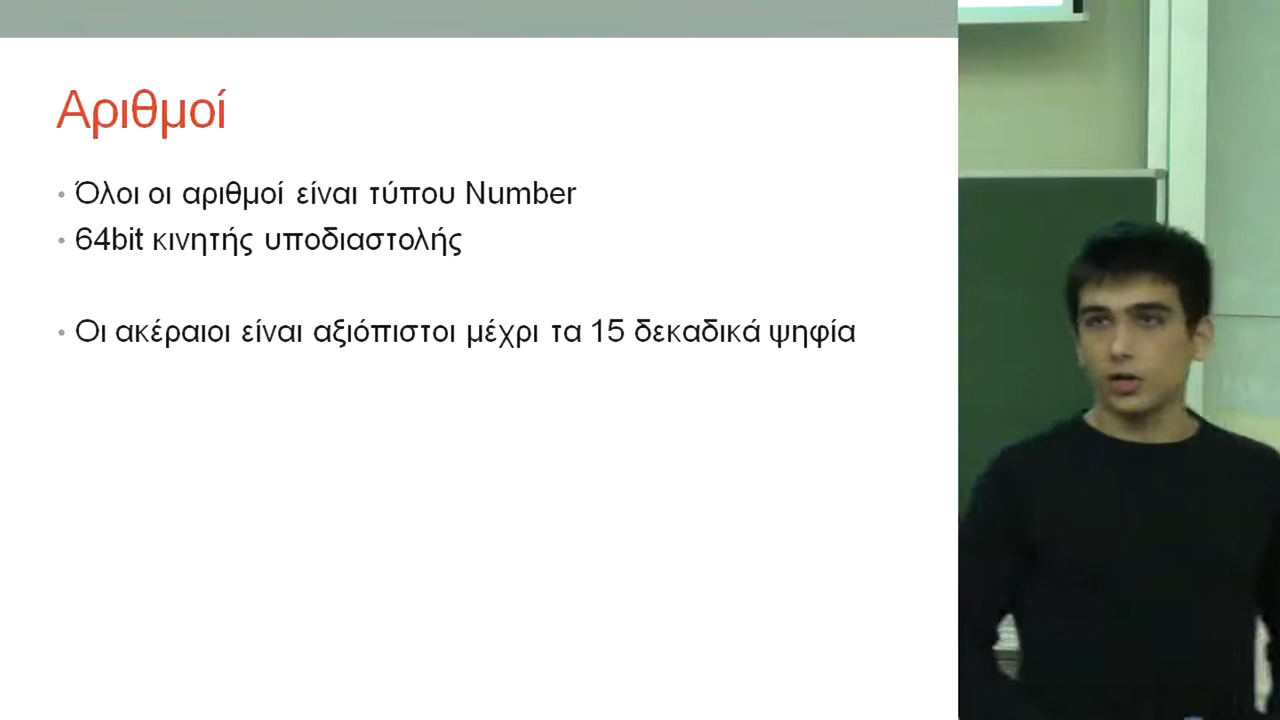 Αριθμοί
• Όλοι οι αριθμοί είναι τύπου Number
• 64bit κινητής υποδιαστολής
• Οι ακέραιοι είναι αξιόπιστοι μέχρι τα 15 δεκαδικά ψηφία